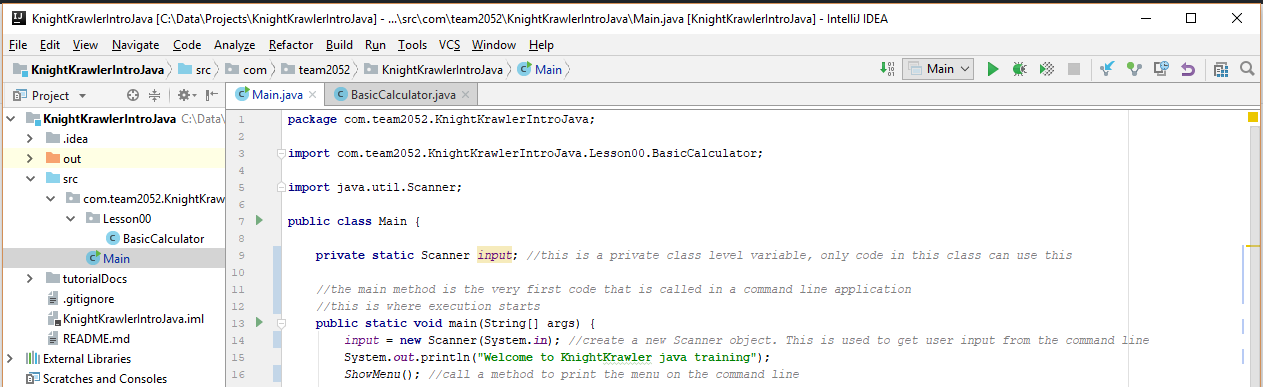 KnightKrawlerIntroJava [C:\Data\Projects\KnightKrawlerIntroJava] - ...\src\com\team2052\KnightKrawlerIntroJava\Main.java [KnightKrawlerIntroJava] - IntelliJ IDEA
File Edit View Navigate Code Analyze Refactor Build Run Tools VCS Window Help
KnightKrawlerIntroJava src com team2052 KnightKrawlerIntroJava Main Main
Project Main.java BasicCalculator.java
KnightKrawlerIntroJava C:\Data\
.idea
out
src
com.team2052.KnightKraw
Lesson00
BasicCalculator
Main
tutorialDocs
.gitignore
KnightKrawlerIntroJava.iml
README.md
External Libraries
Scratches and Consoles
1 package com.team2052.KnightKrawlerIntroJava;
2
3 import com.team2052.KnightKrawlerIntroJava.Lesson00.BasicCalculator;
4
5 import java.util.Scanner;
6
7 public class Main {
8
9 private static Scanner input; //this is a private class level variable, only code in this class can use this
10
11 //the main method is the very first code that is called in a command line application
12 //this is where execution starts
13 public static void main(String[] args) {
14 input = new Scanner(System.in); //create a new Scanner object. This is used to get user input from the command line
15 System.out.println("Welcome to KnightKrawler java training");
16 ShowMenu(); //call a method to print the menu on the command line